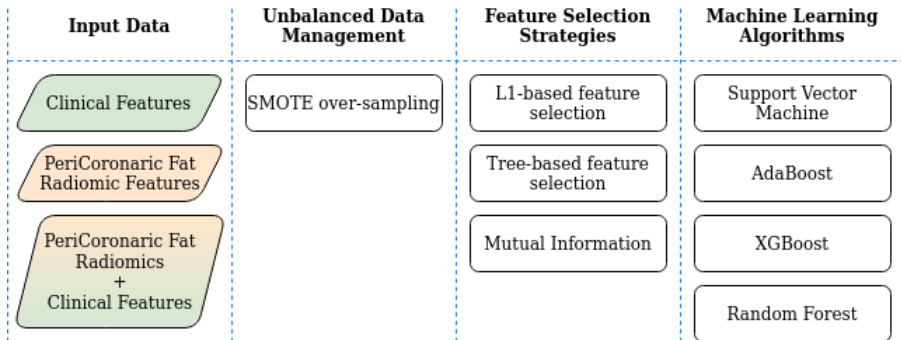 Input Data
Unbalanced Data
Management
Feature Selection
Strategies
Machine Learning
Algorithms
Clinical Features
PeriCoronaric Fat
Radiomic Features
PeriCoronaric Fat
Radiomics
+
Clinical Features
SMOTE over-sampling
L1-based feature
selection
Tree-based feature
selection
Mutual Information
Support Vector
Machine
AdaBoost
XGBoost
Random Forest